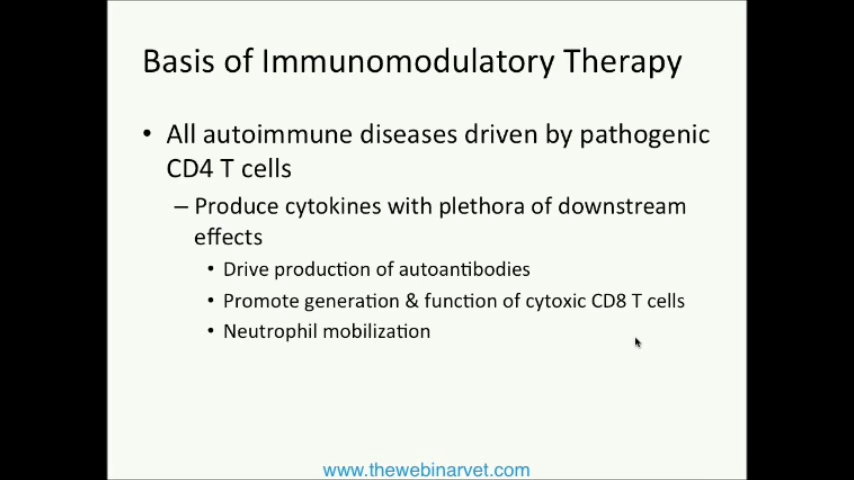 Basis of Immunomodulatory Therapy
• All autoimmune diseases driven by pathogenic
CD4 T cells
– Produce cytokines with plethora of downstream
effects
• Drive production of autoantibodies
• Promote generation & function of cytoxic CD8 T cells
• Neutrophil mobilization
www.thewebinarvet.com